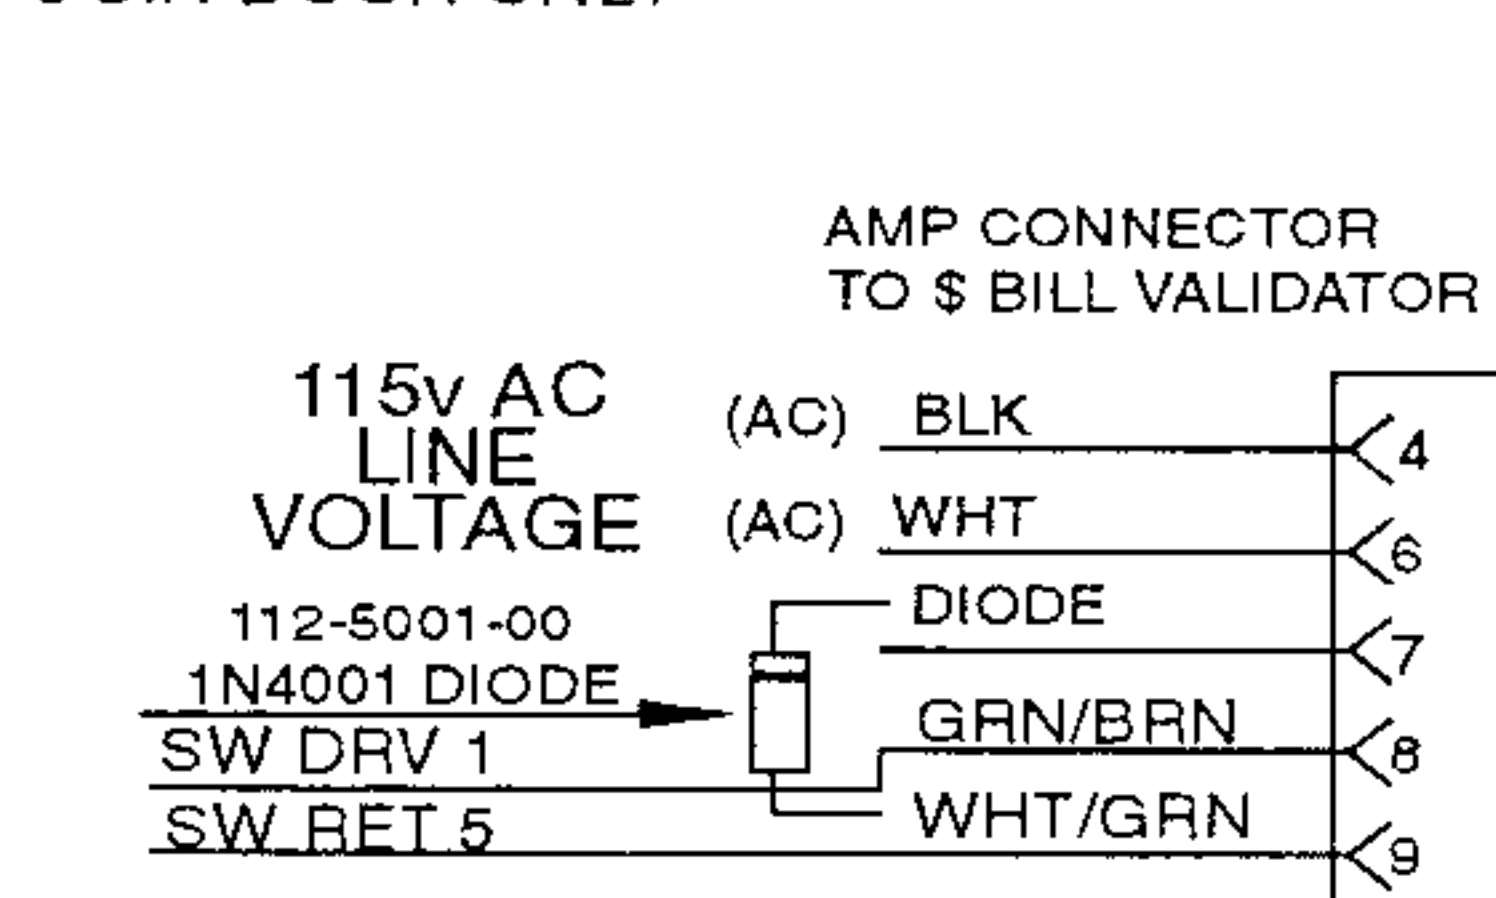 AMP CONNECTOR
TO $ BILL VALIDATOR
115v AC
LINE
VOLTAGE
(AC) BLK
4
(AC) WHT
6
112-5001-00
1N4001 DIODE
DIODE
7
SW DRV 1
GRN/BRN
8
SW RET 5
WHT/GRN
9